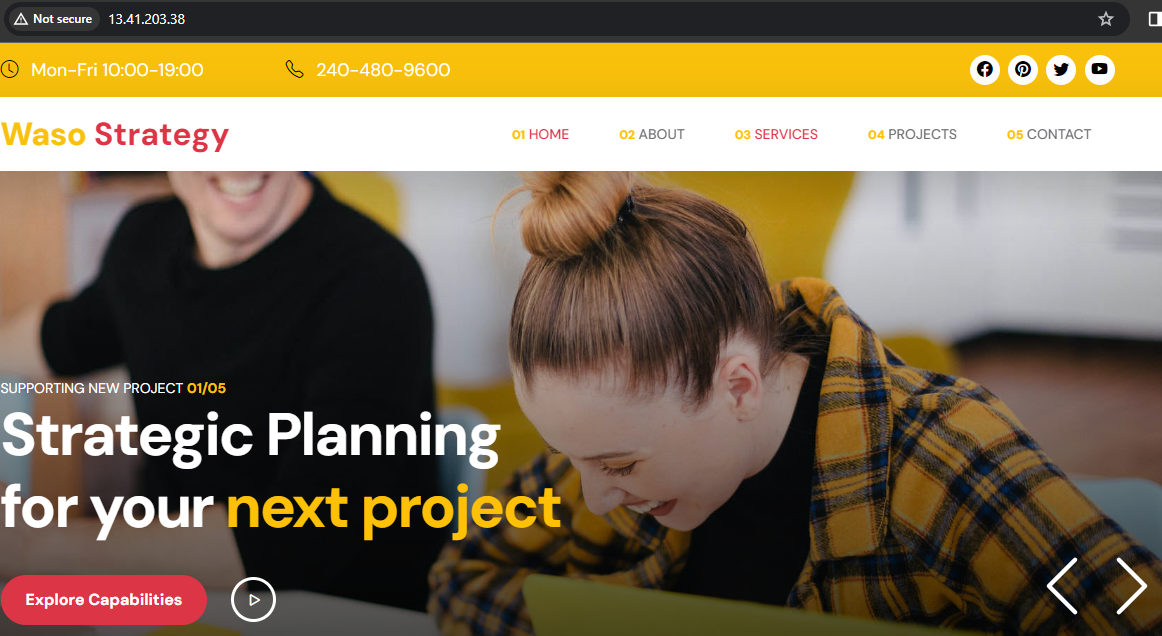 Not secure 13.41.203.38
Mon-Fri 10:00-19:00 240-480-9600
Waso Strategy 01 HOME 02 ABOUT 03 SERVICES 04 PROJECTS 05 CONTACT
SUPPORTING NEW PROJECT 01/05
Strategic Planning
for your next project
Explore Capabilities